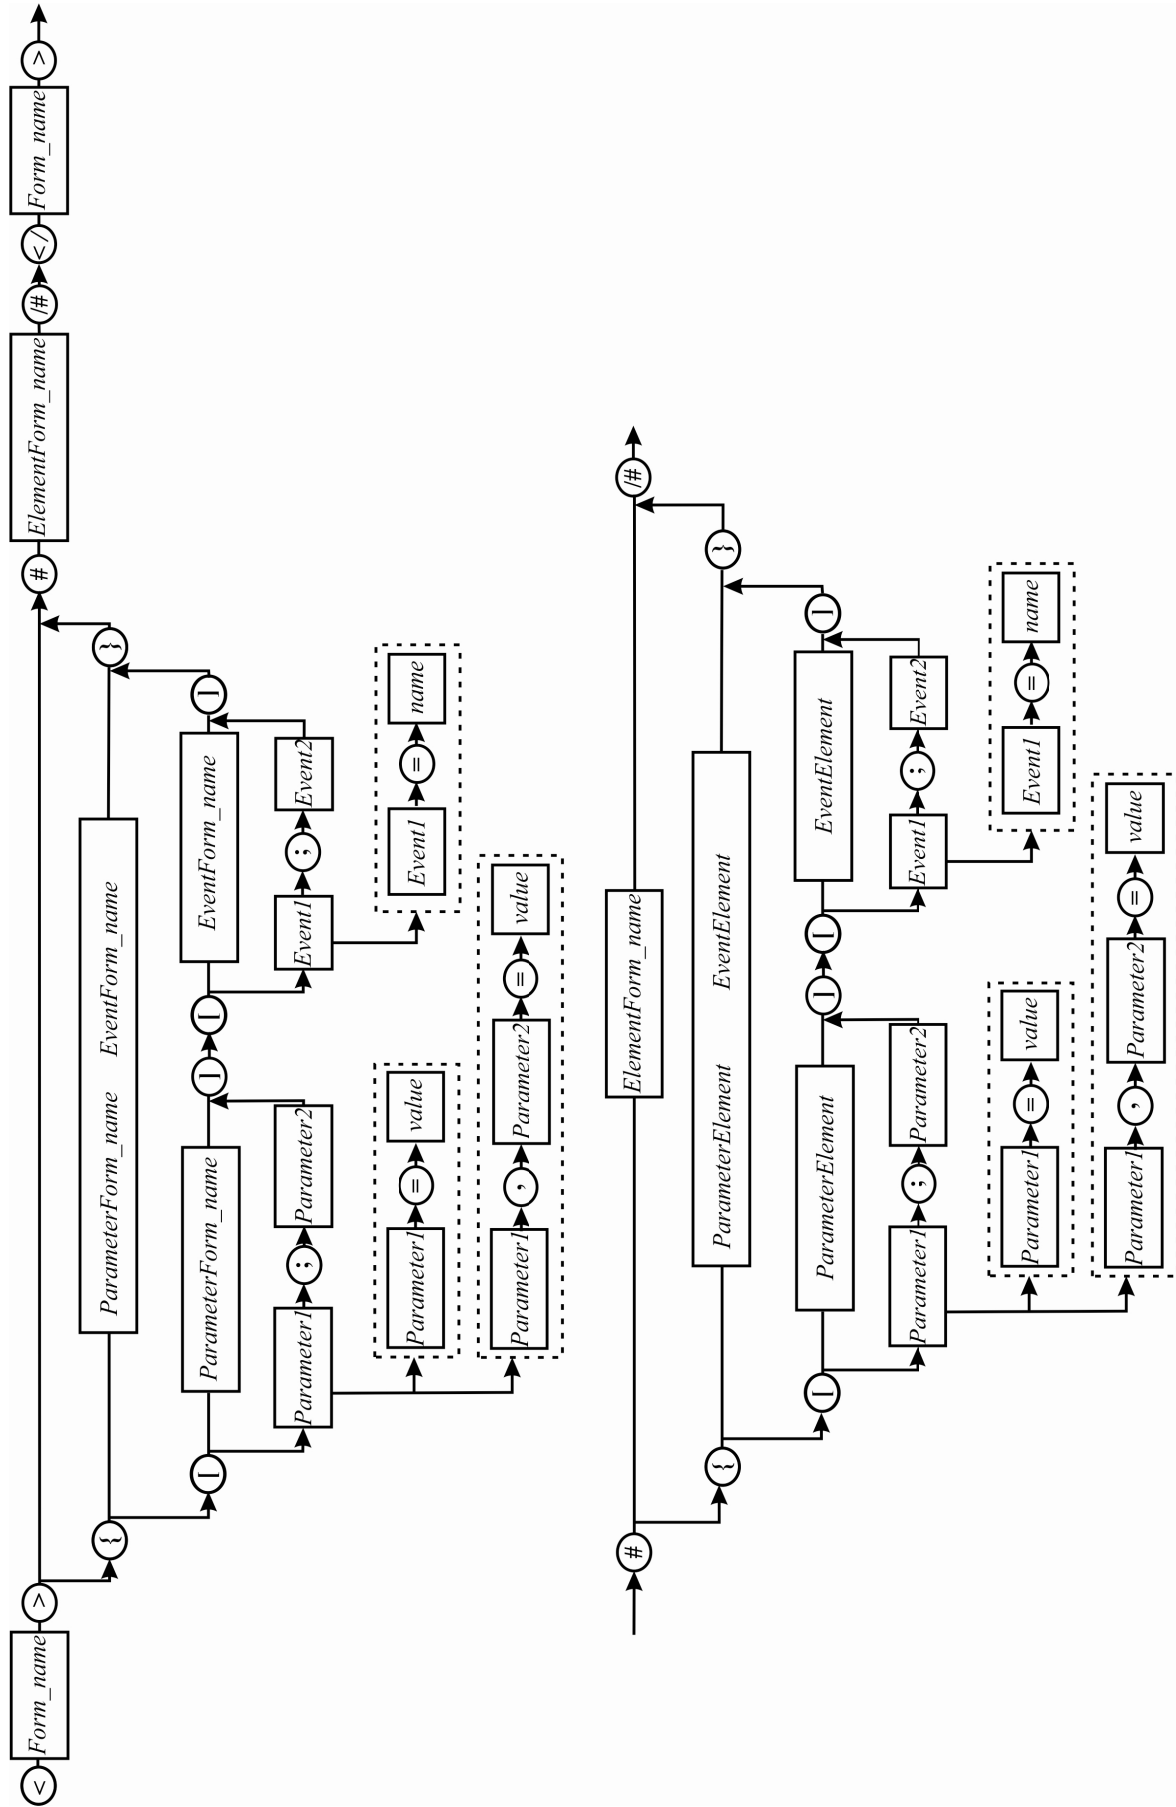 < Form_name > # ElementForm_name /# </ Form_name >
{ ParameterForm_name EventForm_name }
[ ParameterForm_name ] [ EventForm_name ]
Parameter1 ; Parameter2 Event1 ; Event2
Parameter1 = value Event1 = name
Parameter1 , Parameter2 = value
# ElementForm_name /#
{ ParameterElement EventElement }
[ ParameterElement ] [ EventElement ]
Parameter1 ; Parameter2 Event1 ; Event2
Parameter1 = value Event1 = name
Parameter1 , Parameter2 = value